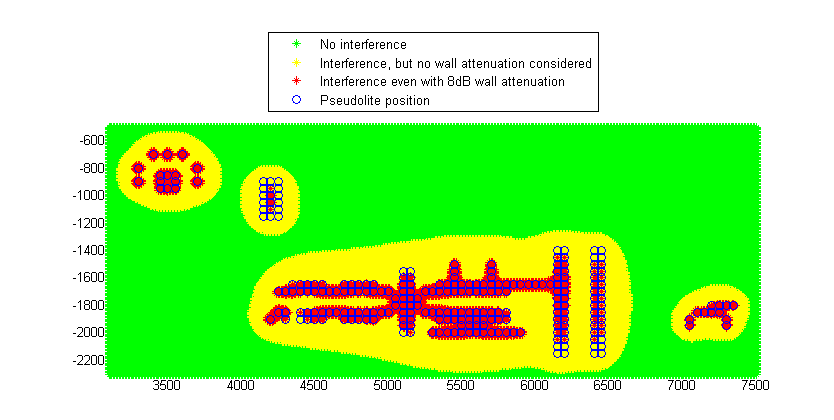 No interference
Interference, but no wall attenuation considered
Interference even with 8dB wall attenuation
Pseudolite position
-600
-800
-1000
-1200
-1400
-1600
-1800
-2000
-2200
3500 4000 4500 5000 5500 6000 6500 7000 7500